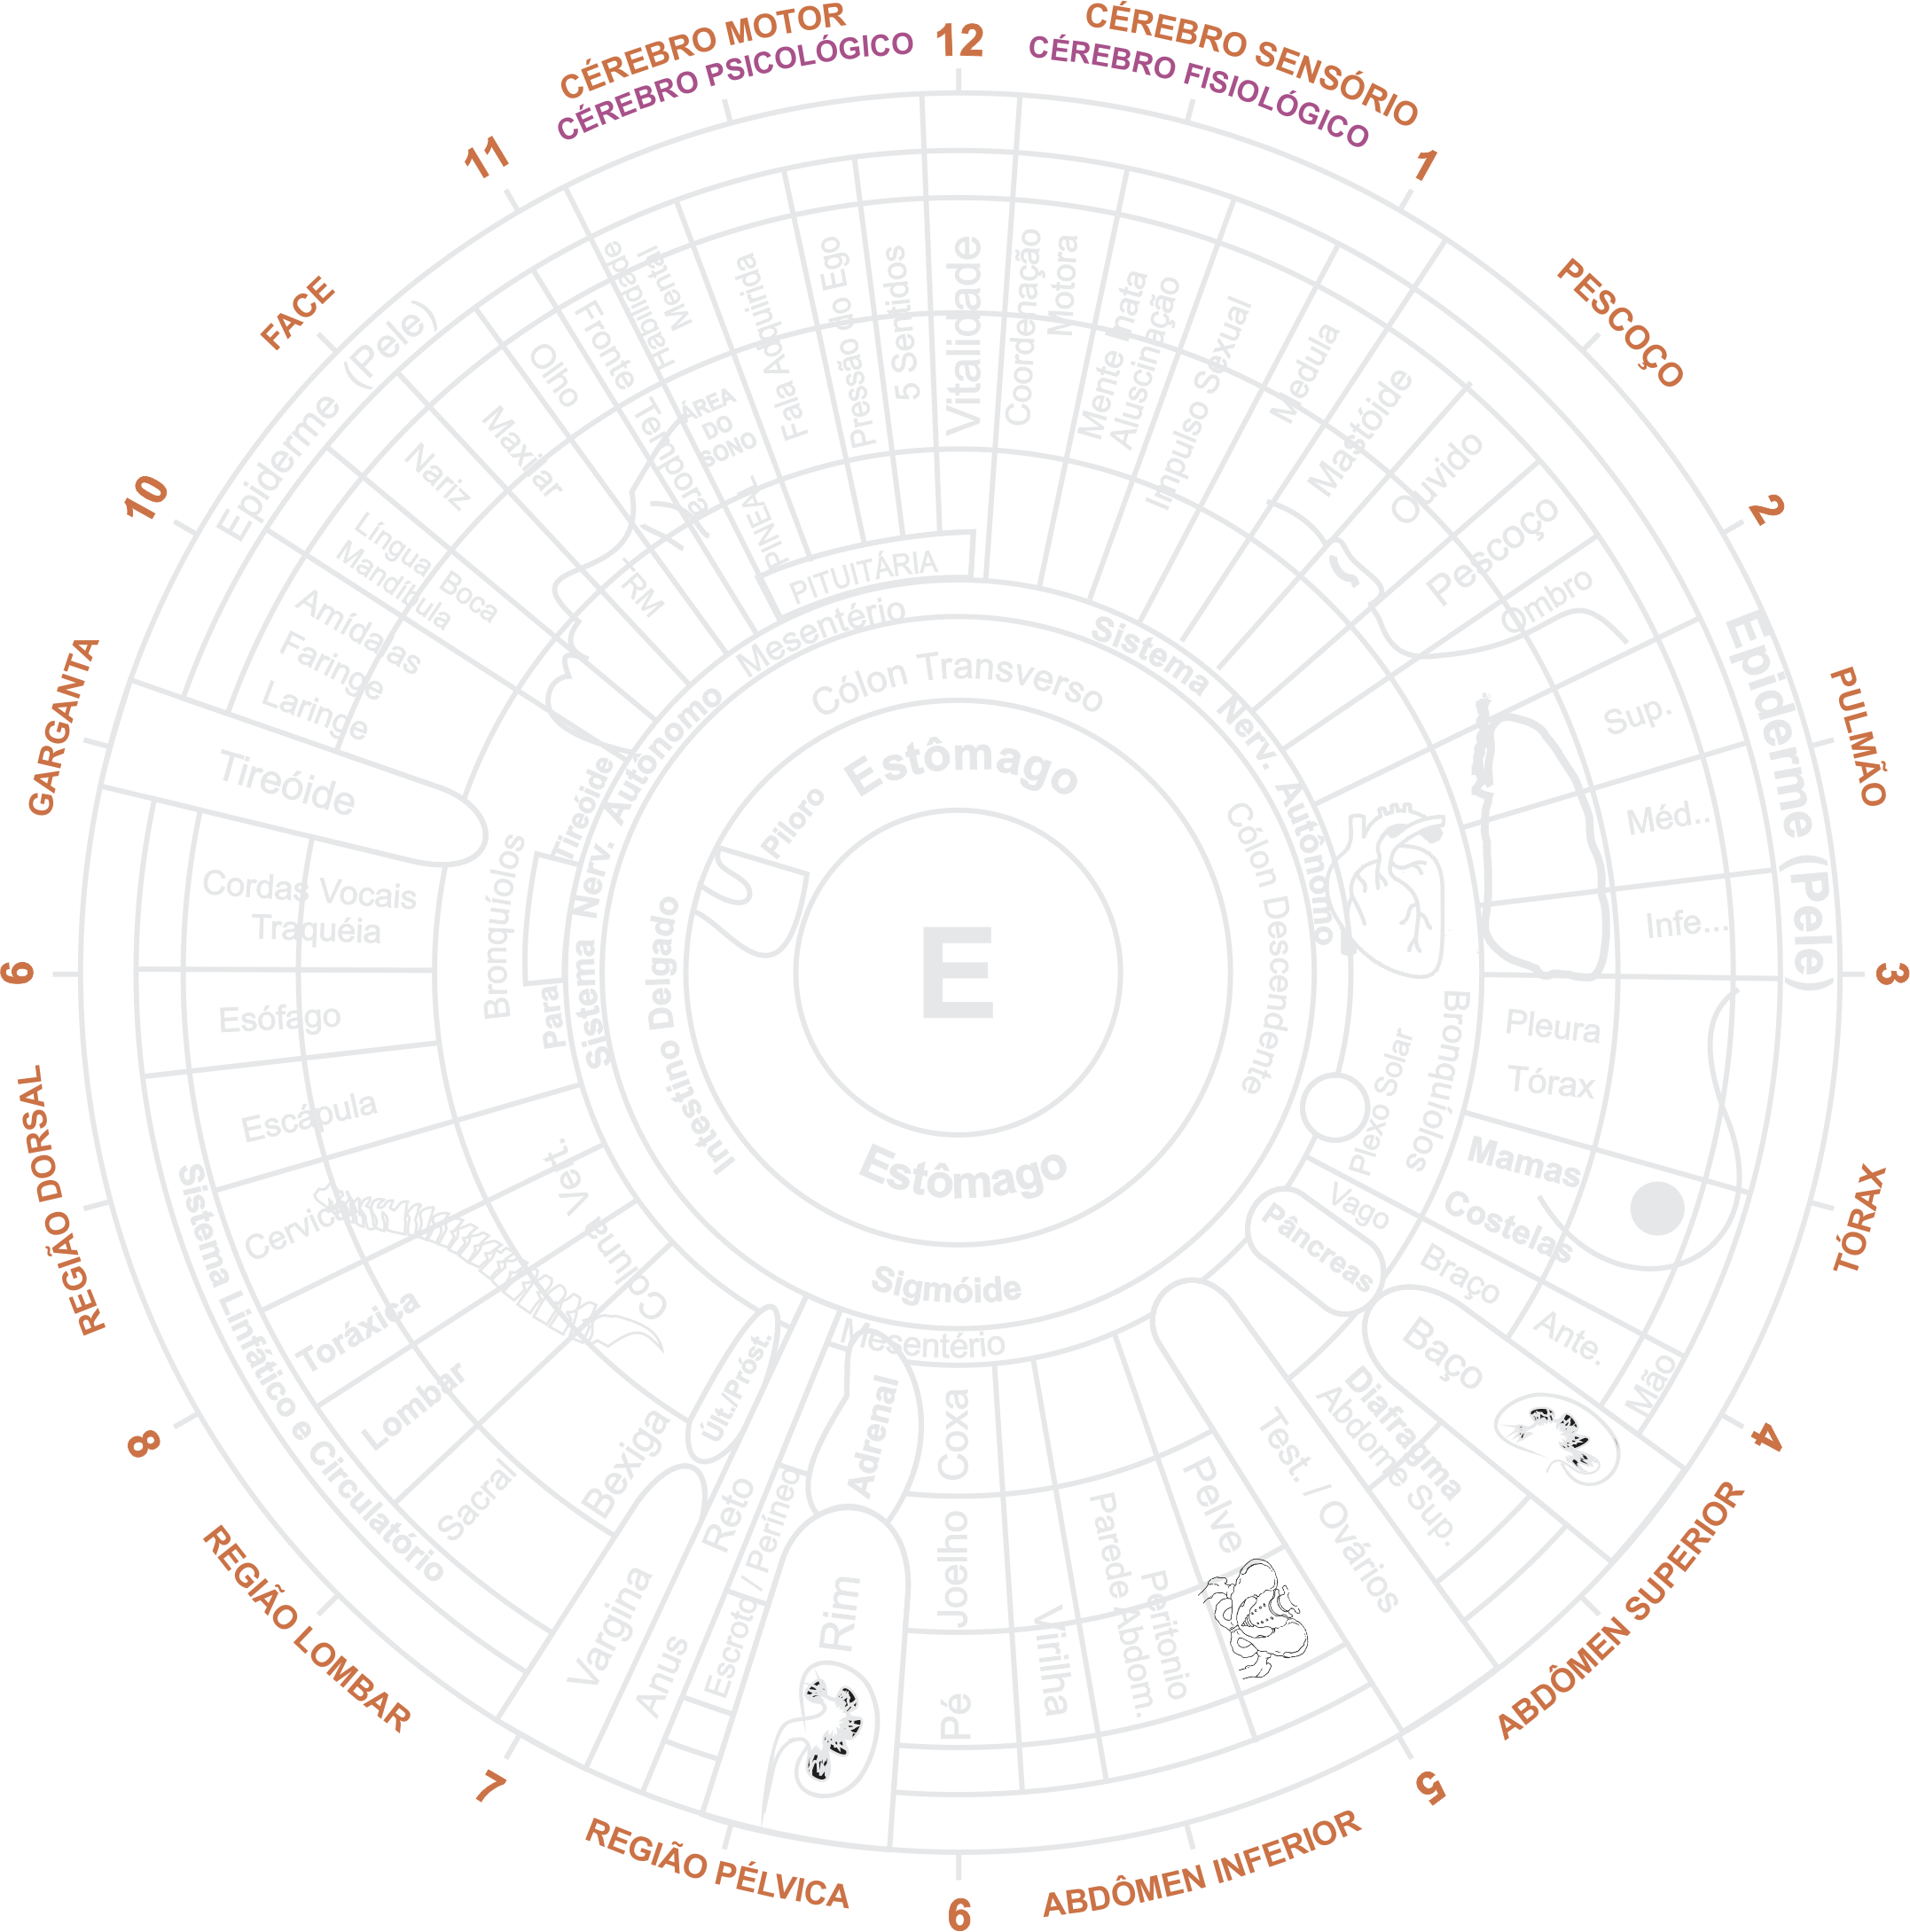 CÉREBRO MOTOR
CÉREBRO PSICOLÓGICO
12
CÉREBRO SENSÓRIO
CÉREBRO FISIOLÓGICO
1
PESCOÇO
2
PULMÃO
3
TÓRAX
4
ABDÔMEN SUPERIOR
5
ABDÔMEN INFERIOR
6
REGIÃO PÉLVICA
7
REGIÃO LOMBAR
8
REGIÃO DORSAL
9
GARGANTA
10
FACE
11
Epiderme (Pele)
Habilidade
Mental
Fala Adquirida
Pressão do Ego
5 Sentidos
Vitalidade
Coordenação
Motora
Mente Inata
Aluscinação
Impulso Sexual
Medula
Mastóide
Ouvido
Pescoço
Ombro
Epiderme (Pele)
Sup.
Méd..
Infe...
Pleura
Tórax
Mamas
Costelas
Braço
Ante.
Mão
Baço
Diafragma
Abdome Sup.
Test. / Ovários
Pelve
Peritonio
Parede Abdom.
Virilha
Coxa
Joelho
Pé
Adrenal
Rim
Escroto / Períneo
Reto
Anus
Vargina
Últ./Próst.
Bexiga
Sacral
Lombar
Toráxica
Cervical
Coluna Vet.
Sistema Linfático e Circulatório
Escápula
Esófago
Cordas Vocais
Traquéia
Tireóide
Laringe
Faringe
Amídalas
Língua Boca
Mandíbula
Nariz
Maxilar
Olho
Fronte
Temporal
TRM
ÁREA
DO
SONO
PINEAL
PITUITÁRIA
Mesentério
Sistema Nerv. Autônomo
Sistema Nerv. Autônomo
Para
Tireóide
Bronquíolos
Bronquíolos
Plexo Solar
Vago
Pâncreas
Mesentério
Cólon Transverso
Cólon Descendente
Sigmóide
Intestino Delgado
Piloro
Estômago
E
Estômago